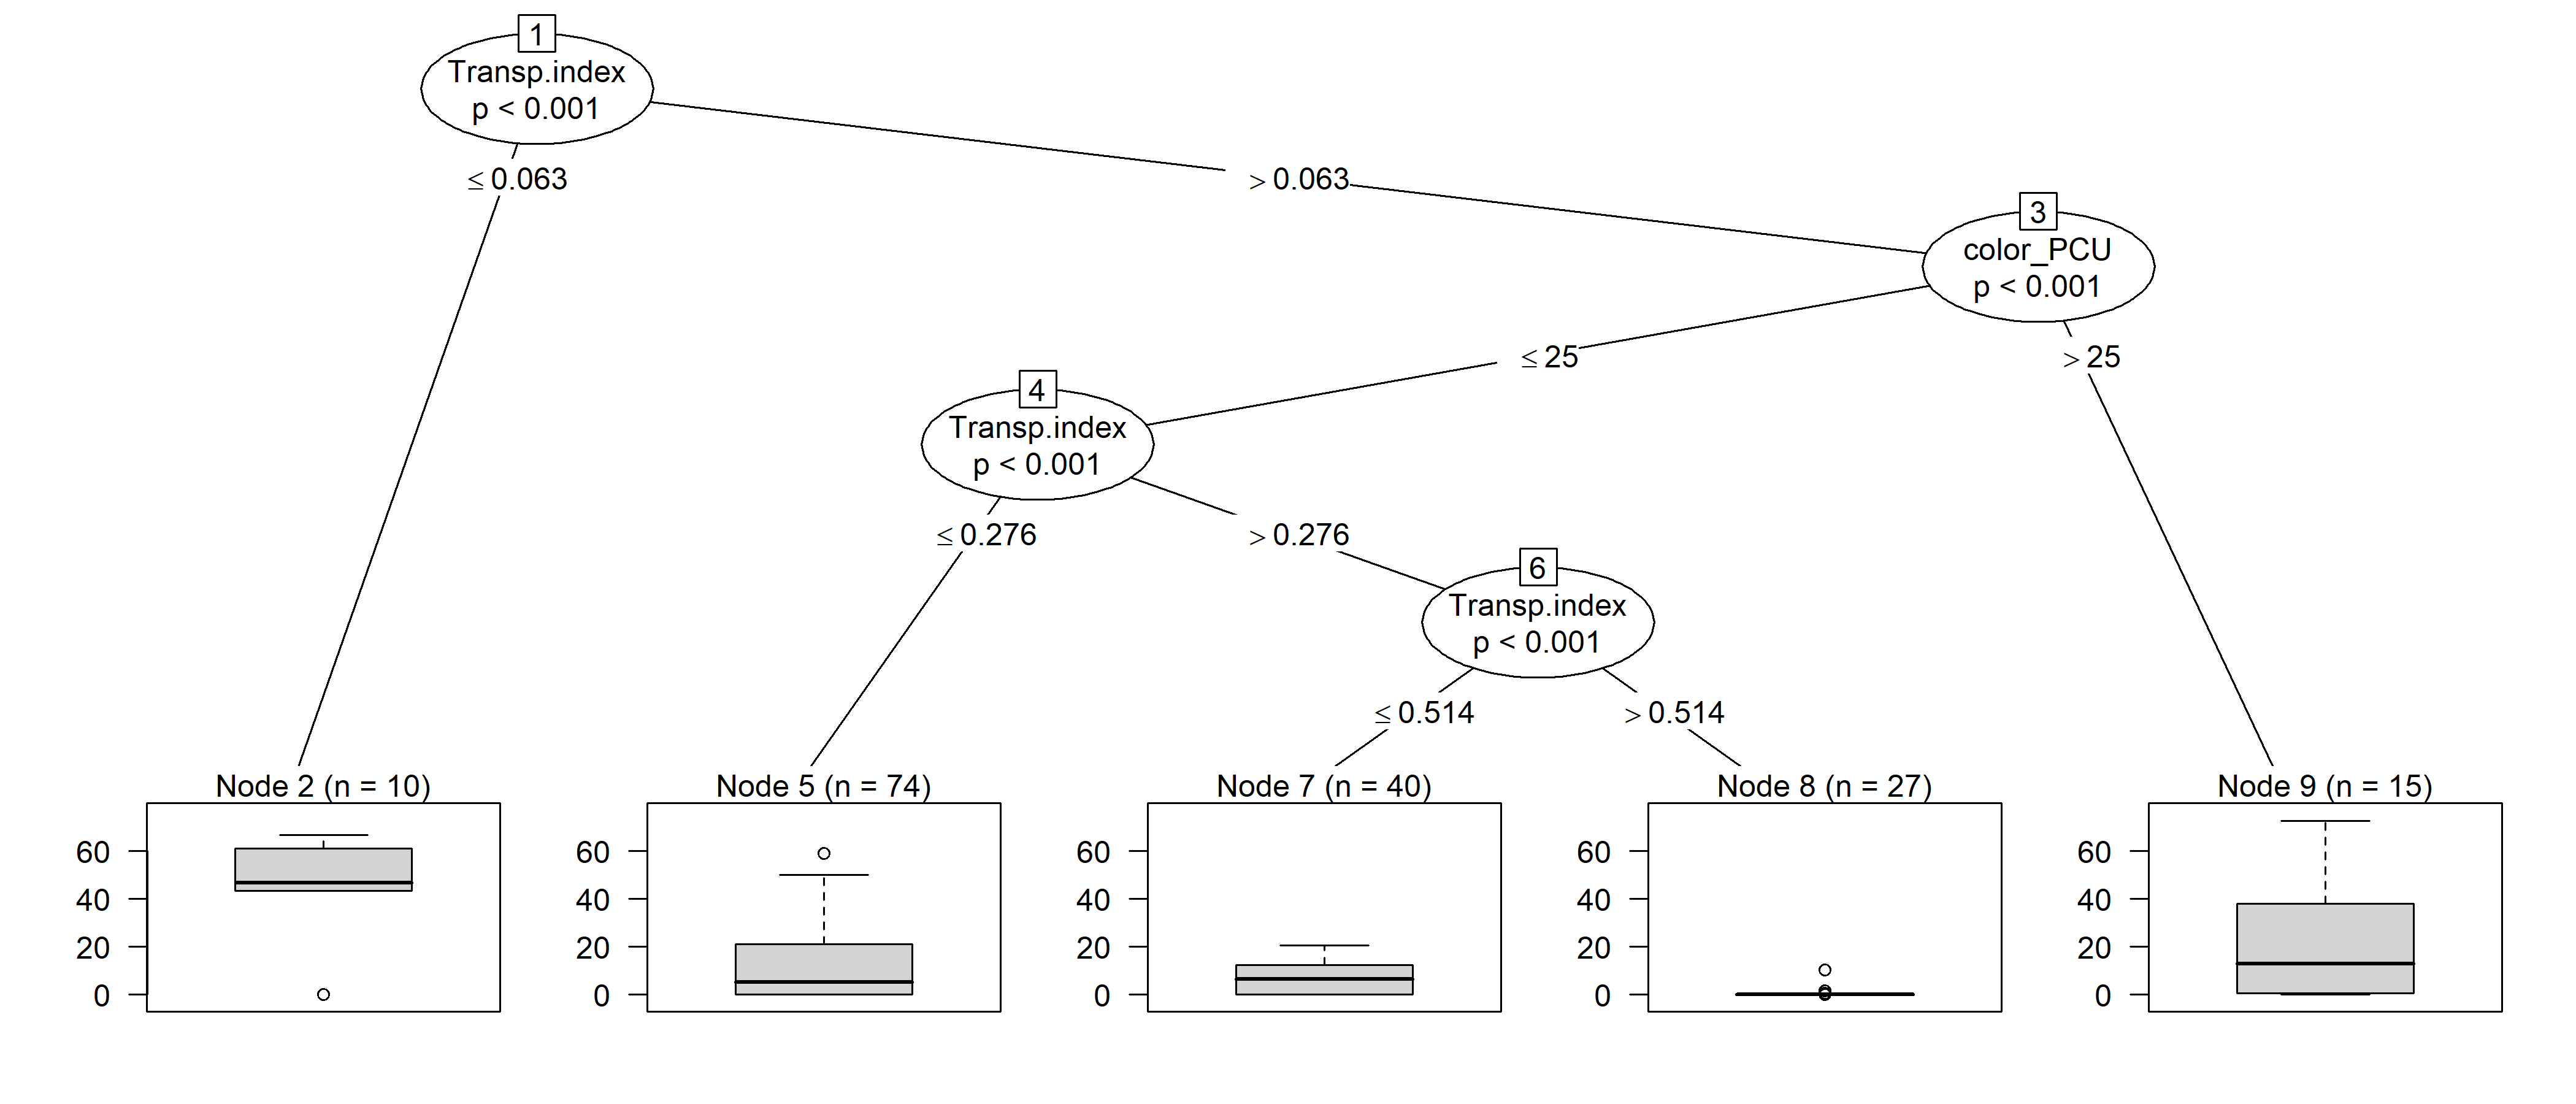 1
Transp.index
p < 0.001
≤ 0.063
> 0.063
3
color_PCU
p < 0.001
≤ 25
> 25
4
Transp.index
p < 0.001
≤ 0.276
> 0.276
6
Transp.index
p < 0.001
≤ 0.514
> 0.514
Node 2 (n = 10)
60
40
20
0
Node 5 (n = 74)
60
40
20
0
Node 7 (n = 40)
60
40
20
0
Node 8 (n = 27)
60
40
20
0
Node 9 (n = 15)
60
40
20
0